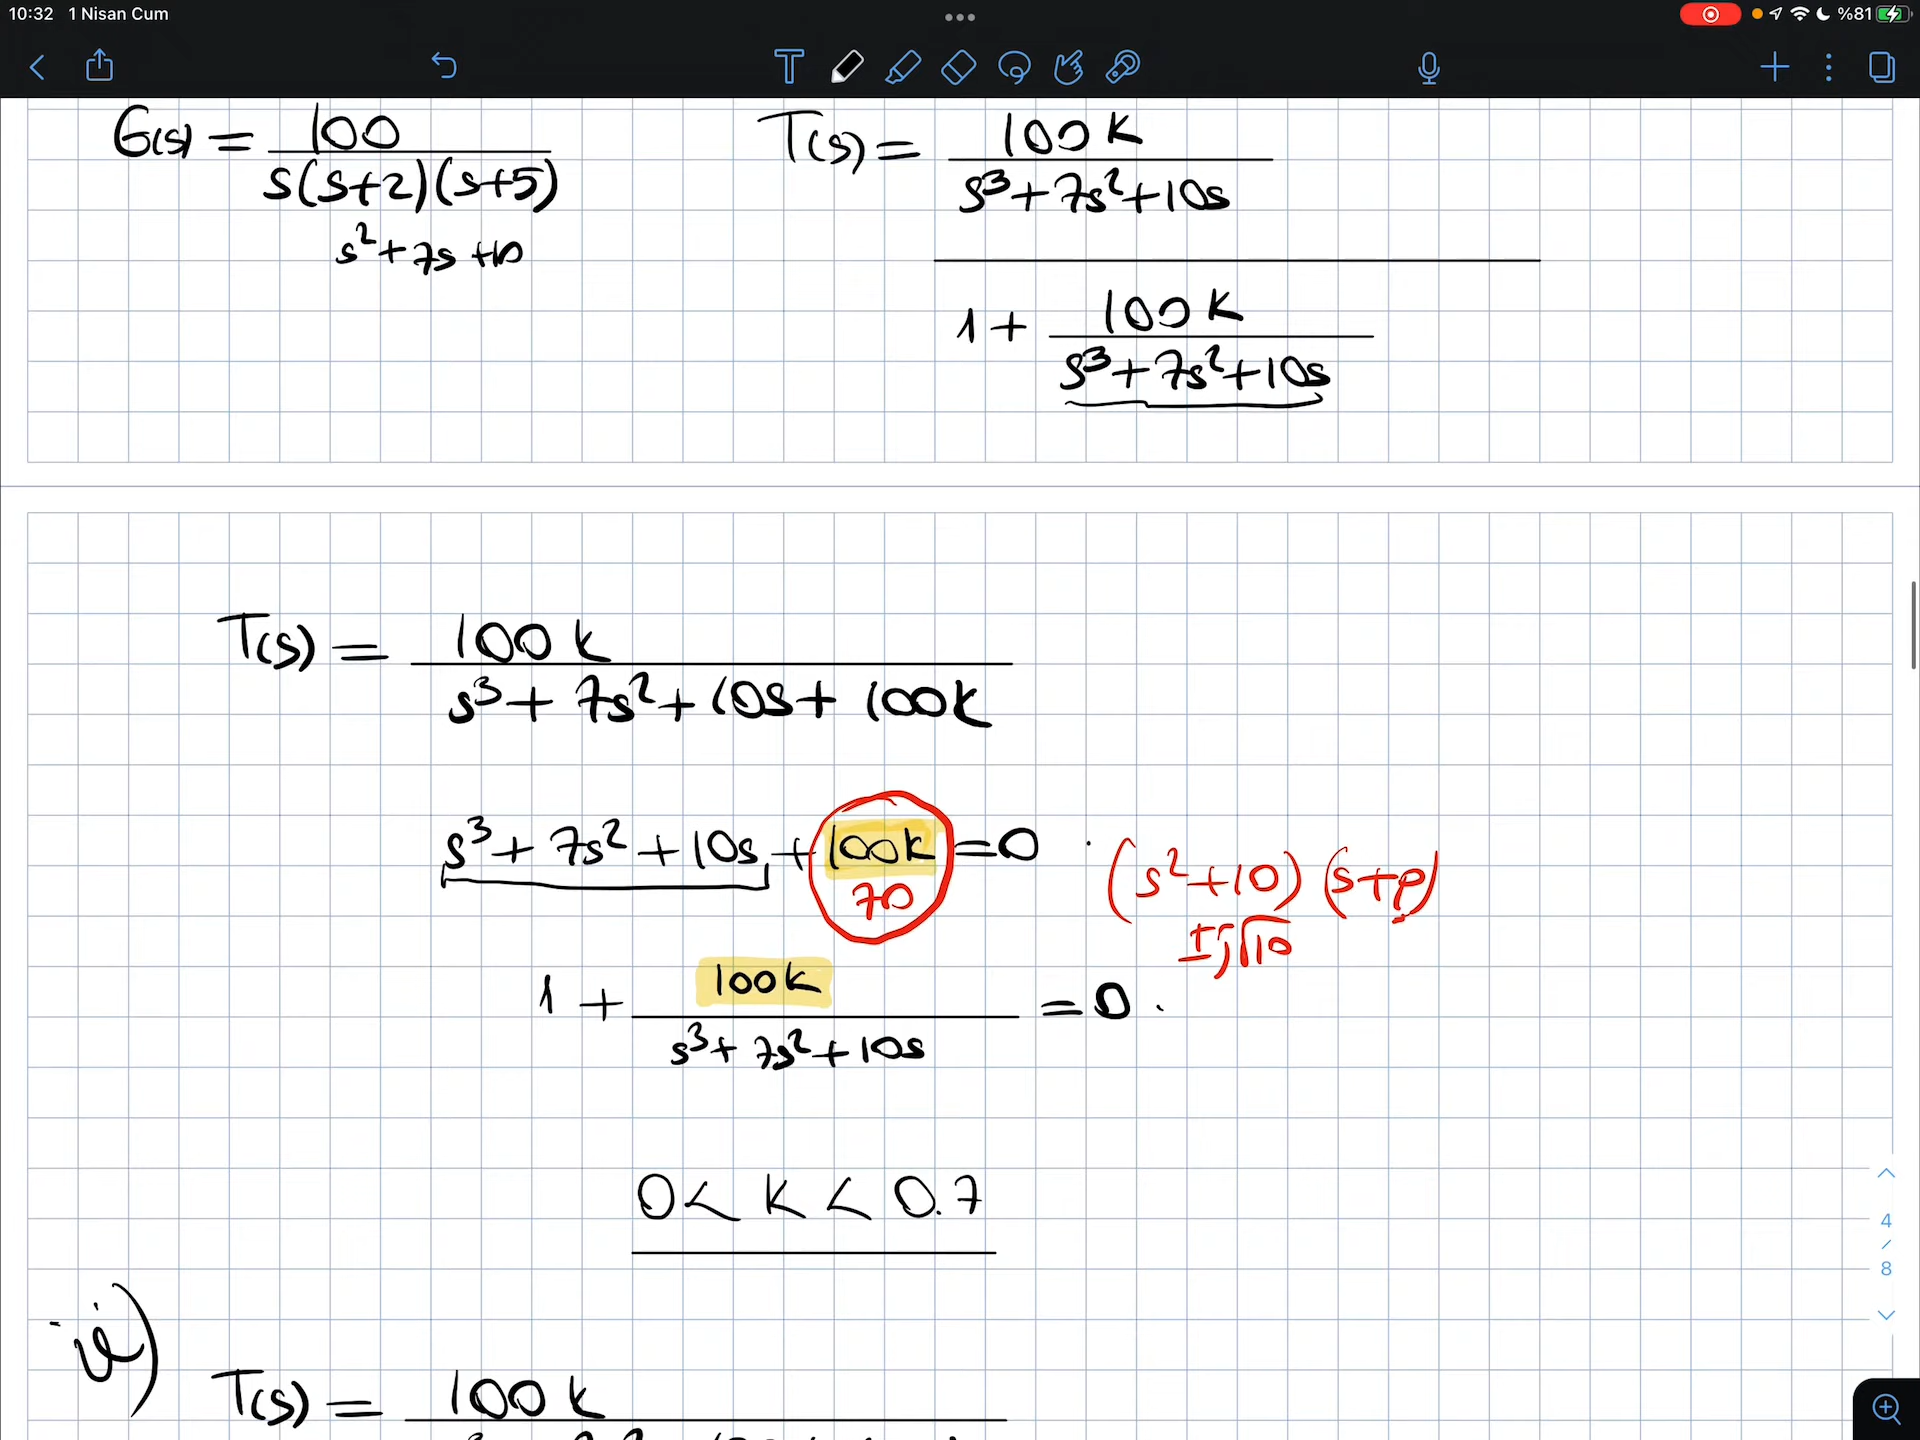 10:32 1 Nisan Cum
%81
G(s) = 100 / s(s+2)(s+5)
s² + 7s + 10
T(s) = 100k / s³ + 7s² + 10s
1 + 100k / s³ + 7s² + 10s
T(s) = 100k / s³ + 7s² + 10s + 100k
s³ + 7s² + 10s + 100k = 0
70
(s² + 10) (s + p)
±j√10
1 + 100k / s³ + 7s² + 10s = 0
0 < k < 0.7
4
/
8
T(s) = 100k